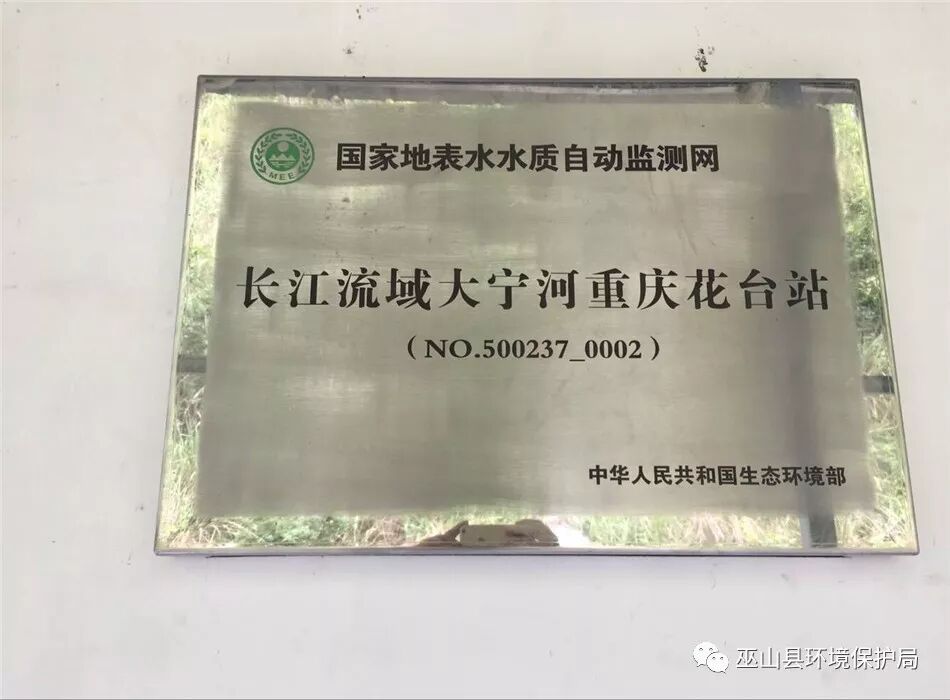 MEE
国家地表水水质自动监测网
长江流域大宁河重庆花台站
（NO.500237_0002）
中华人民共和国生态环境部
巫山县环境保护局